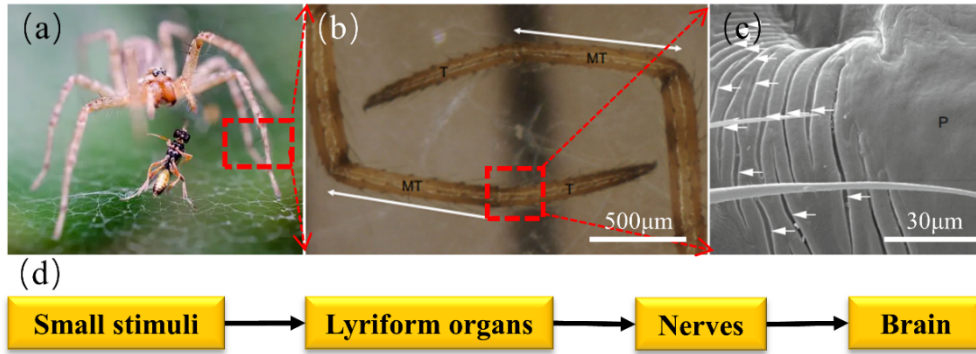 (a)
(b)
T
MT
MT
T
500μm
(c)
P
30μm
(d)
Small stimuli
Lyriform organs
Nerves
Brain